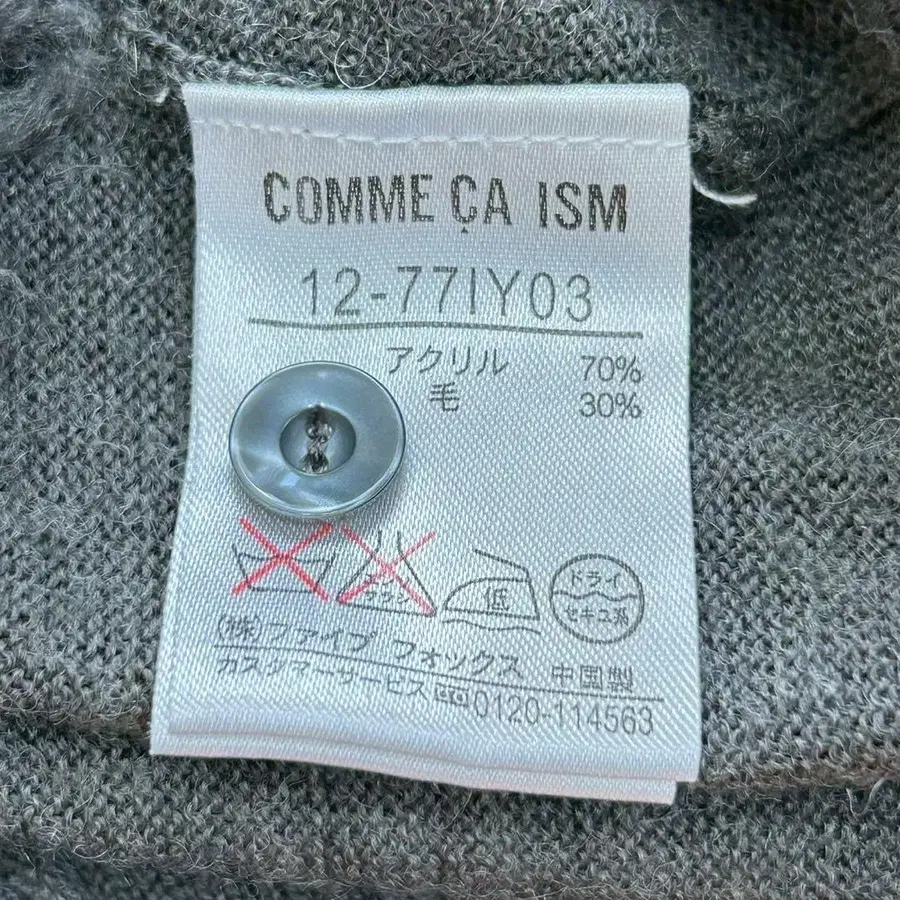 COMME ÇA ISM
12-77IY03
アクリル 70%
毛 30%
低
ドライ
セキユ系
(株)ファイブ フォックス 中国製
カスタマーサービス 0120-114563